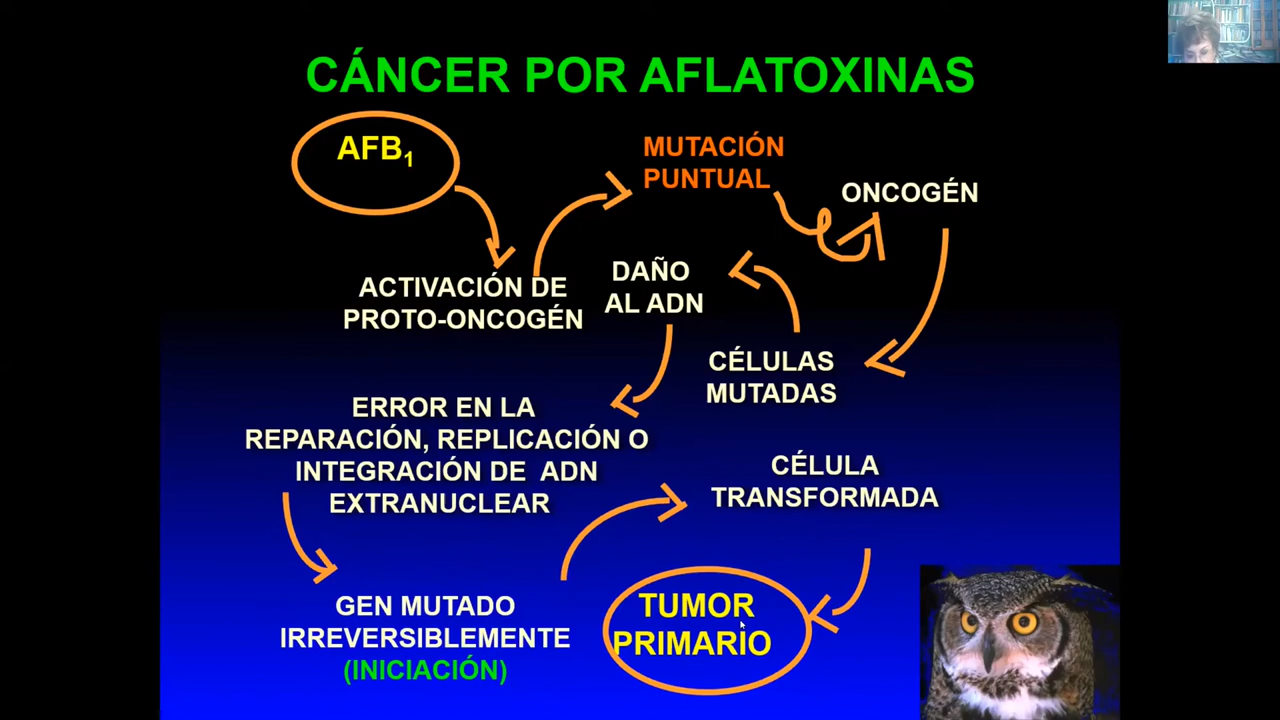 CÁNCER POR AFLATOXINAS
AFB₁
ACTIVACIÓN DE
PROTO-ONCOGÉN
MUTACIÓN
PUNTUAL
ONCOGÉN
CÉLULAS
MUTADAS
DAÑO
AL ADN
ERROR EN LA
REPARACIÓN, REPLICACIÓN O
INTEGRACIÓN DE ADN
EXTRANUCLEAR
GEN MUTADO
IRREVERSIBLEMENTE
(INICIACIÓN)
CÉLULA
TRANSFORMADA
TUMOR
PRIMARIO